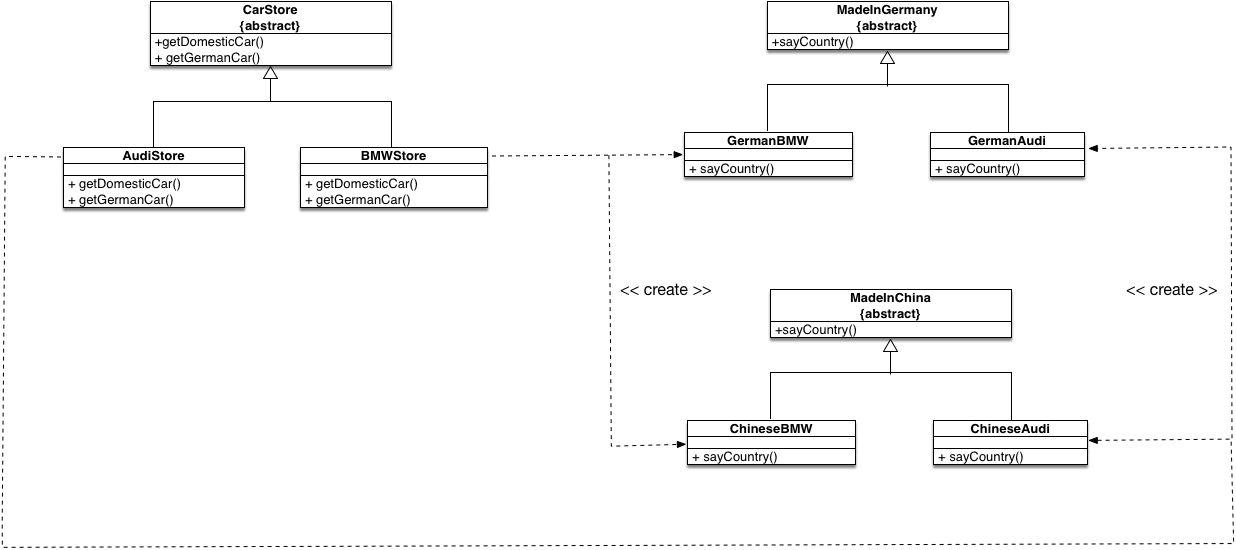 CarStore
{abstract}
+getDomesticCar()
+ getGermanCar()
MadeInGermany
{abstract}
+sayCountry()
AudiStore
+ getDomesticCar()
+ getGermanCar()
BMWStore
+ getDomesticCar()
+ getGermanCar()
GermanBMW
+ sayCountry()
GermanAudi
+ sayCountry()
<< create >>
<< create >>
MadeInChina
{abstract}
+sayCountry()
ChineseBMW
+ sayCountry()
ChineseAudi
+ sayCountry()